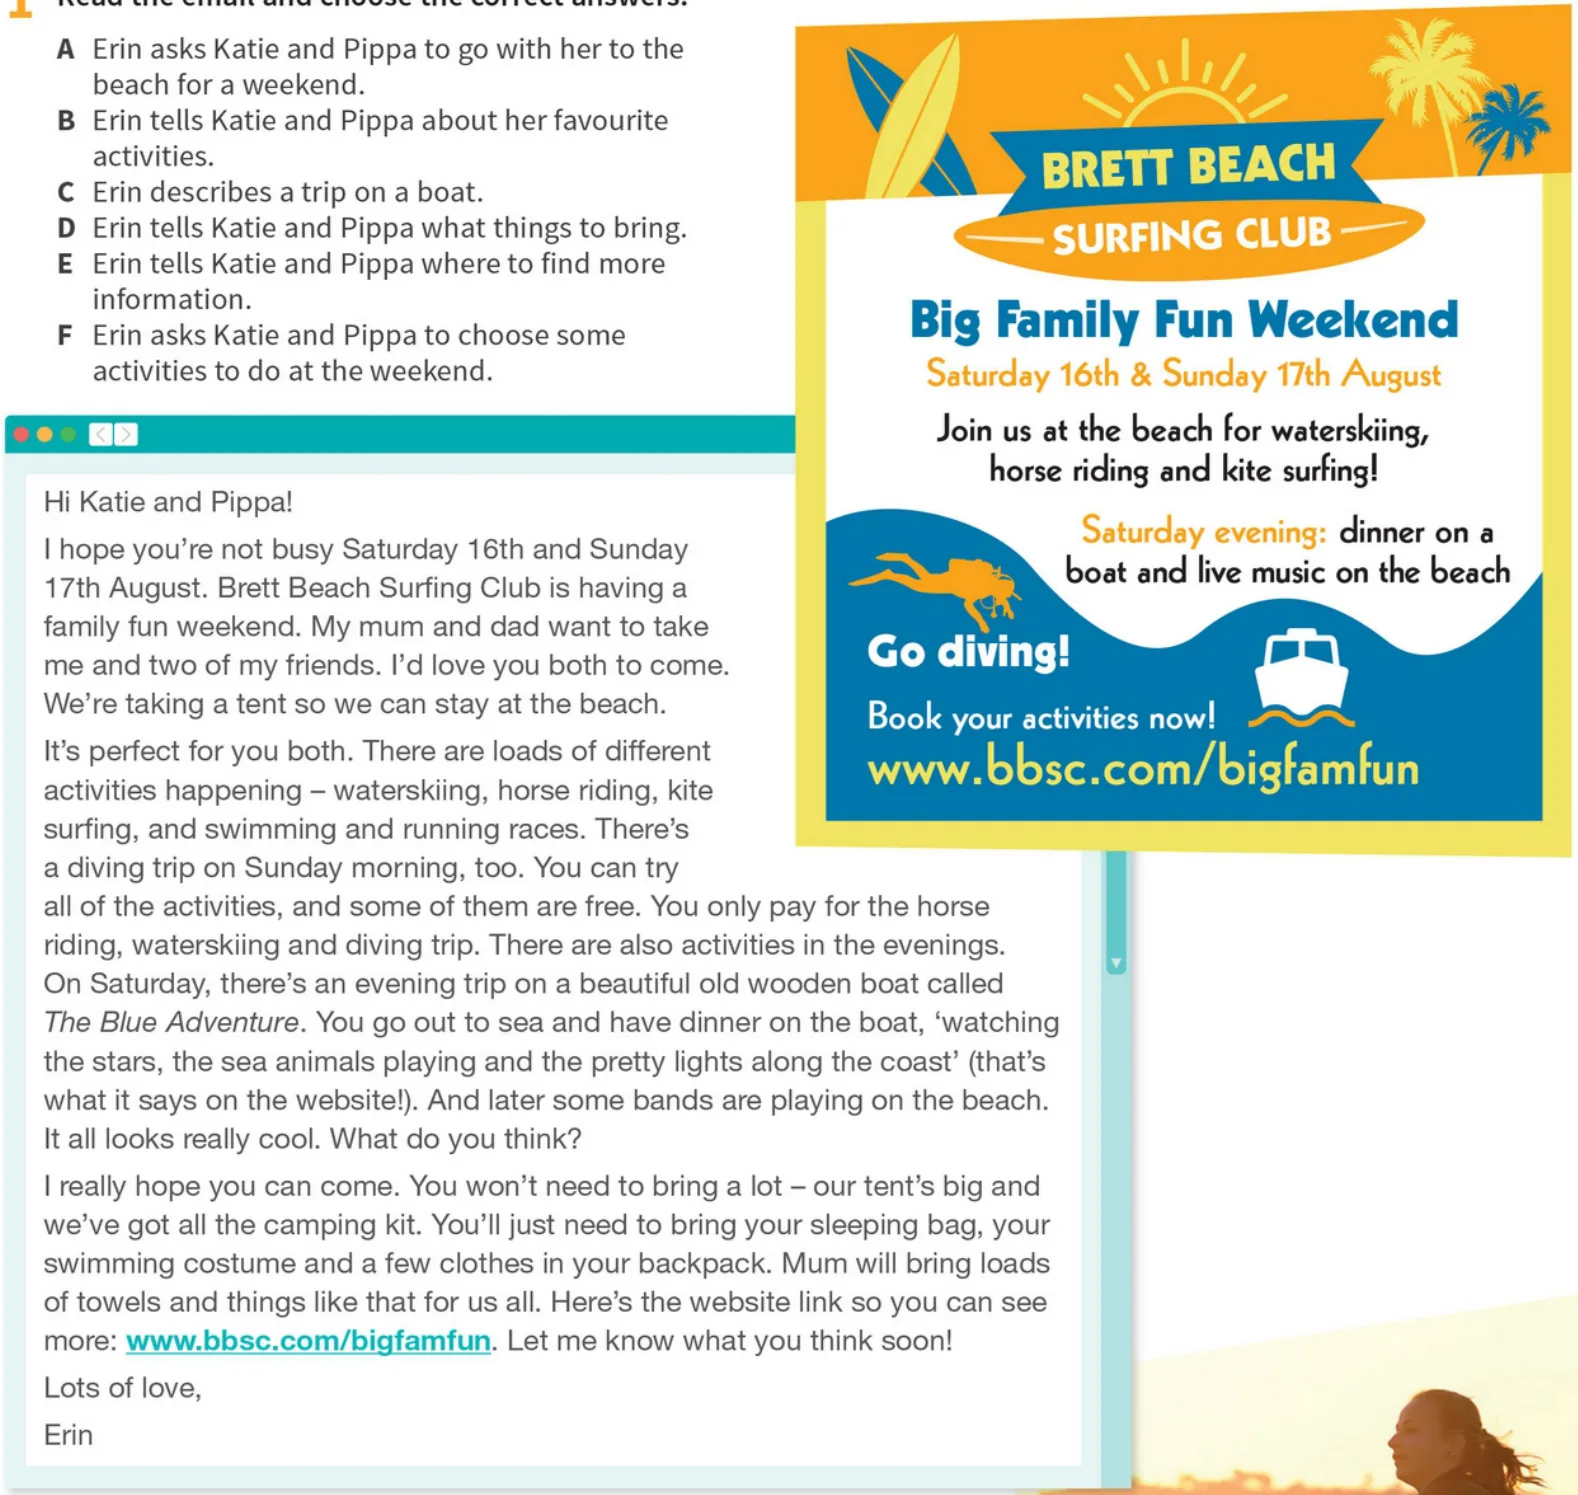 1 Read the email and choose the correct answers.
A Erin asks Katie and Pippa to go with her to the
beach for a weekend.
B Erin tells Katie and Pippa about her favourite
activities.
C Erin describes a trip on a boat.
D Erin tells Katie and Pippa what things to bring.
E Erin tells Katie and Pippa where to find more
information.
F Erin asks Katie and Pippa to choose some
activities to do at the weekend.
BRETT BEACH
SURFING CLUB
Big Family Fun Weekend
Saturday 16th & Sunday 17th August
Join us at the beach for waterskiing,
horse riding and kite surfing!
Saturday evening: dinner on a
boat and live music on the beach
Go diving!
Book your activities now!
www.bbsc.com/bigfamfun
Hi Katie and Pippa!
I hope you’re not busy Saturday 16th and Sunday
17th August. Brett Beach Surfing Club is having a
family fun weekend. My mum and dad want to take
me and two of my friends. I’d love you both to come.
We’re taking a tent so we can stay at the beach.
It’s perfect for you both. There are loads of different
activities happening – waterskiing, horse riding, kite
surfing, and swimming and running races. There’s
a diving trip on Sunday morning, too. You can try
all of the activities, and some of them are free. You only pay for the horse
riding, waterskiing and diving trip. There are also activities in the evenings.
On Saturday, there’s an evening trip on a beautiful old wooden boat called
The Blue Adventure. You go out to sea and have dinner on the boat, ‘watching
the stars, the sea animals playing and the pretty lights along the coast’ (that’s
what it says on the website!). And later some bands are playing on the beach.
It all looks really cool. What do you think?
I really hope you can come. You won’t need to bring a lot – our tent’s big and
we’ve got all the camping kit. You’ll just need to bring your sleeping bag, your
swimming costume and a few clothes in your backpack. Mum will bring loads
of towels and things like that for us all. Here’s the website link so you can see
more: www.bbsc.com/bigfamfun. Let me know what you think soon!
Lots of love,
Erin